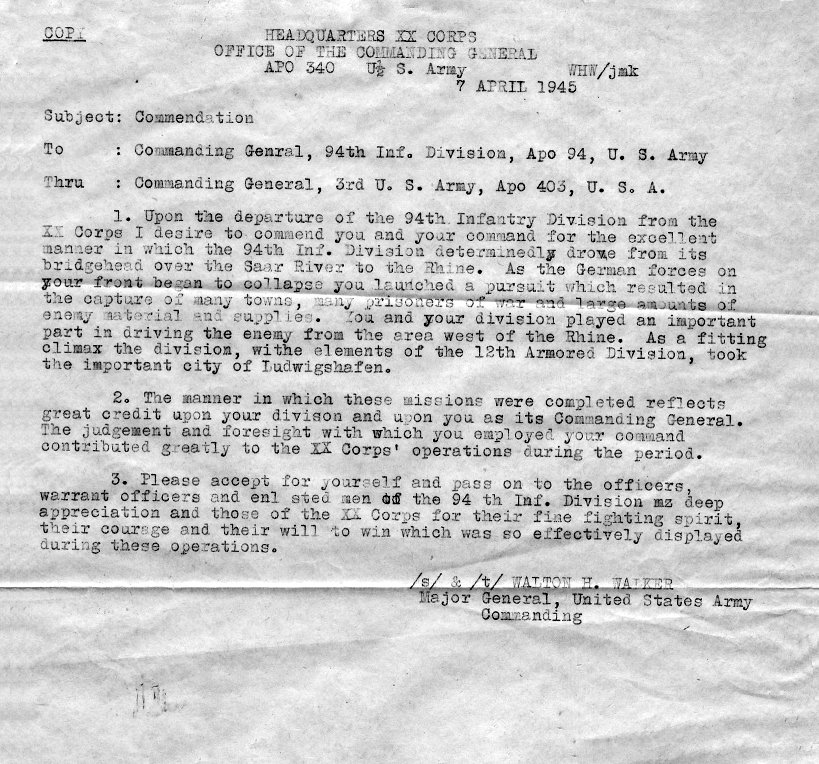 COPY
HEADQUARTERS XX CORPS
OFFICE OF THE COMMANDING GENERAL
APO 340 U½ S. Army WHW/jmk
7 APRIL 1945
Subject: Commendation
To : Commanding Genral, 94th Inf. Division, Apo 94, U. S. Army
Thru : Commanding General, 3rd U. S. Army, Apo 403, U. S. A.
1. Upon the departure of the 94th Infantry Division from the
XX Corps I desire to commend you and your command for the excellent
manner in which the 94th Inf. Division determinedly drove from its
bridgehead over the Saar River to the Rhine. As the German forces on
your front began to collapse you launched a pursuit which resulted in
the capture of many towns, many prisoners of war and large amounts of
enemy material and supplies. You and your division played an important
part in driving the enemy from the area west of the Rhine. As a fitting
climax the division, withe elements of the 12th Armored Division, took
the important city of Ludwigshafen.
2. The manner in which these missions were completed reflects
great credit upon your divison and upon you as its Commanding General.
The judgement and foresight with which you employed your command
contributed greatly to the XX Corps' operations during the period.
3. Please accept for yourself and pass on to the officers,
warrant officers and enl sted men of the 94 th Inf. Division mz deep
appreciation and those of the XX Corps for their fine fighting spirit,
their courage and their will to win which was so effectively displayed
during these operations.
/s/ & /t/ WALTON H. WALKER
Major General, United States Army
Commanding